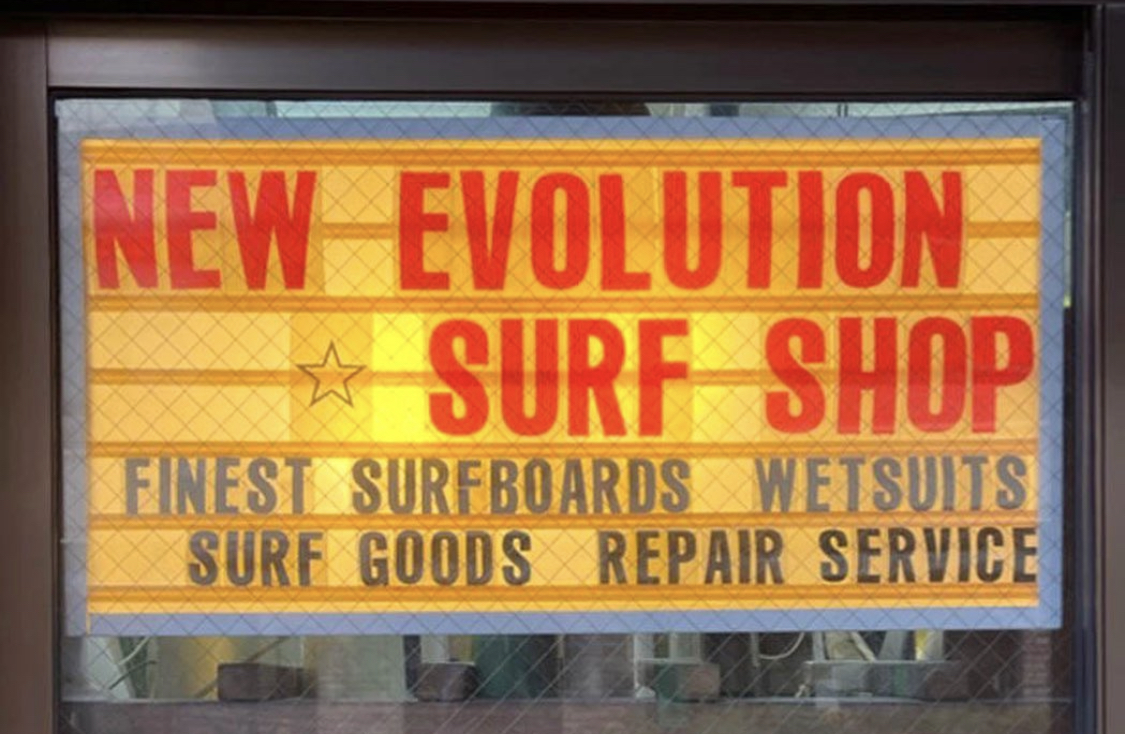 NEW EVOLUTION
☆ SURF SHOP
FINEST SURFBOARDS WETSUITS
SURF GOODS REPAIR SERVICE